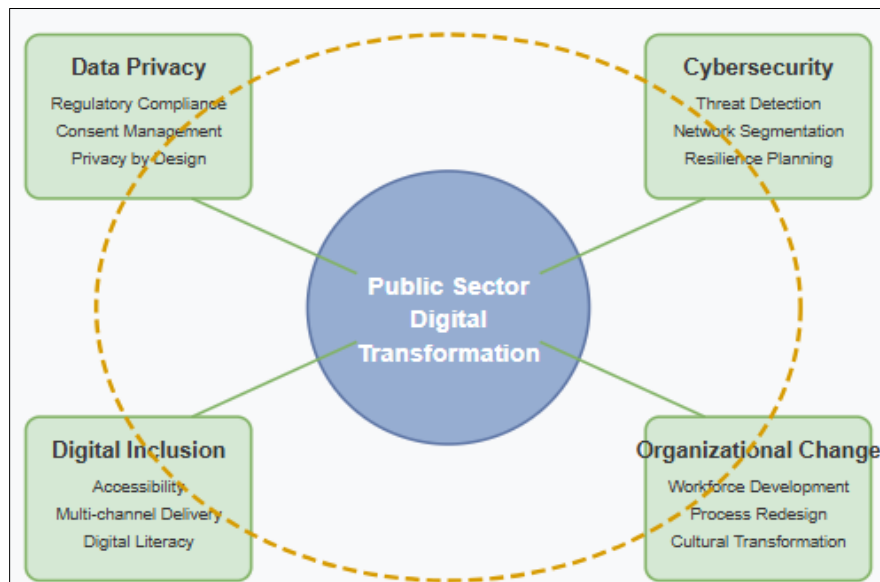 Data Privacy
Regulatory Compliance
Consent Management
Privacy by Design
Cybersecurity
Threat Detection
Network Segmentation
Resilience Planning
Public Sector
Digital
Transformation
Digital Inclusion
Accessibility
Multi-channel Delivery
Digital Literacy
Organizational Change
Workforce Development
Process Redesign
Cultural Transformation